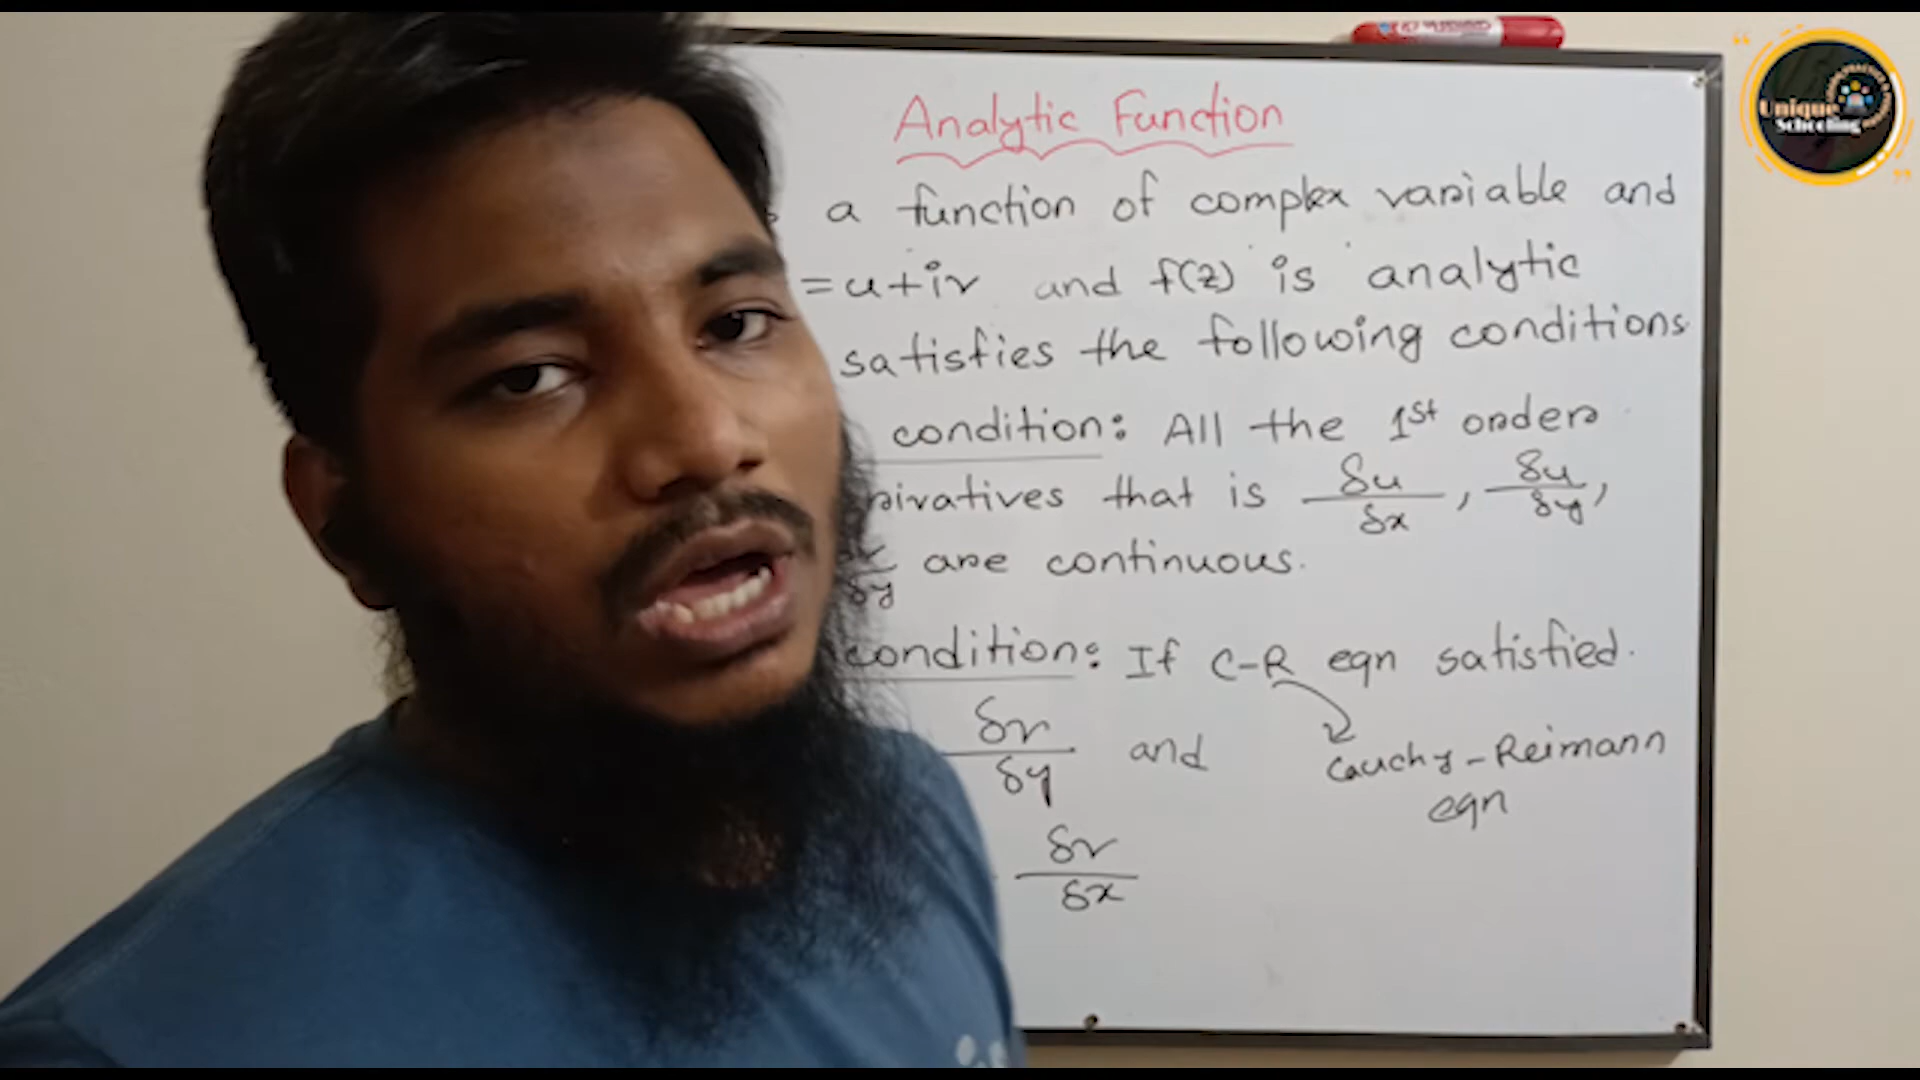 Unique
Schooling
Analytic Function
a function of complex variable and
= u+iv and f(z) is analytic
satisfies the following conditions
condition: All the 1st orders
rivatives that is δu/δx, δu/δy,
δy are continuous.
condition: If C-R eqn satisfied.
δv/δy and
Cauchy-Reimann
eqn
δv/δx